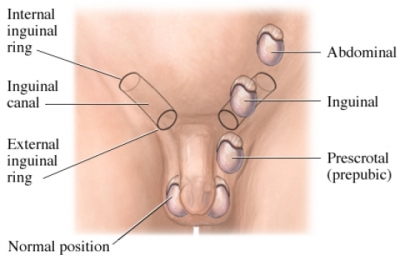 Internal
inguinal
ring
Inguinal
canal
External
inguinal
ring
Normal position
Abdominal
Inguinal
Prescrotal
(prepubic)